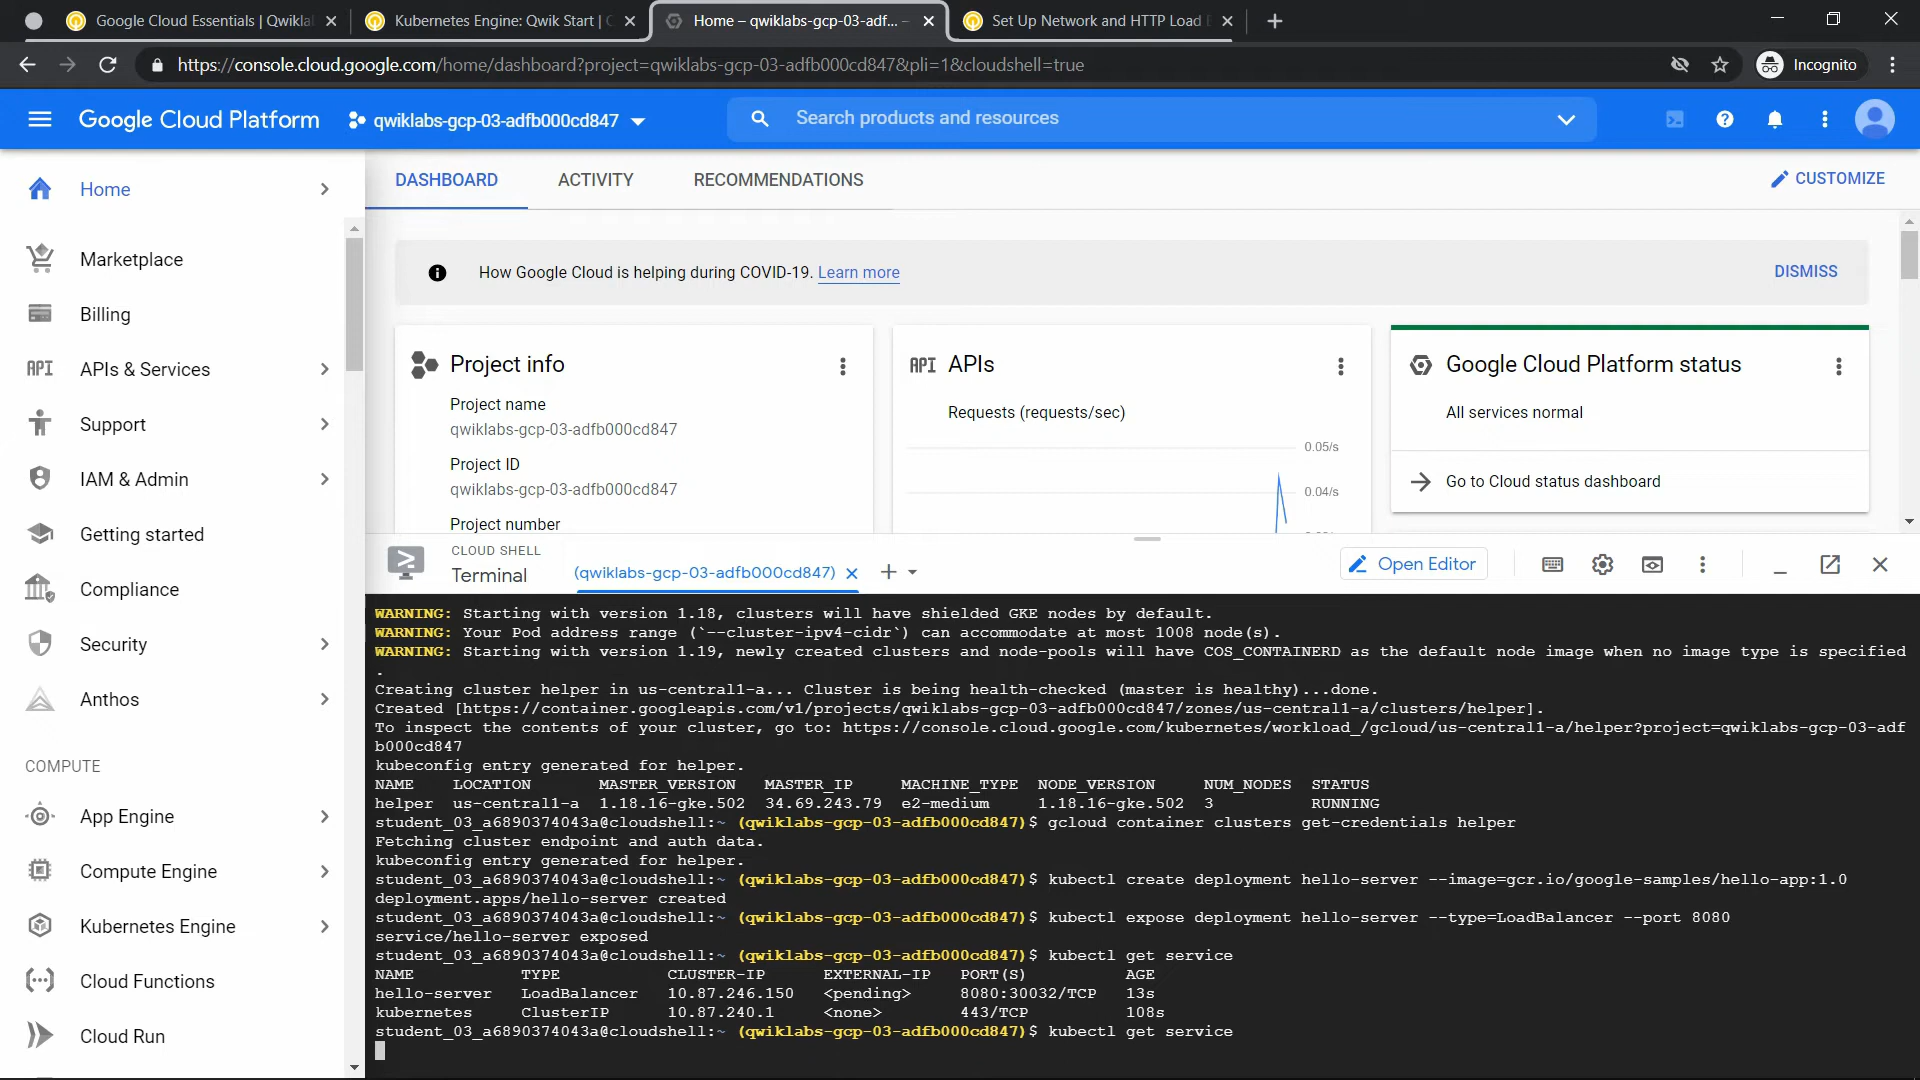 Google Cloud Essentials | Qwikla
Kubernetes Engine: Qwik Start |
Home – qwiklabs-gcp-03-adf... –
Set Up Network and HTTP Load
https://console.cloud.google.com/home/dashboard?project=qwiklabs-gcp-03-adfb000cd847&pli=1&cloudshell=true
Incognito
Google Cloud Platform
qwiklabs-gcp-03-adfb000cd847
Search products and resources
Home
Marketplace
Billing
API
APIs & Services
Support
IAM & Admin
Getting started
Compliance
Security
Anthos
COMPUTE
App Engine
Compute Engine
Kubernetes Engine
Cloud Functions
Cloud Run
DASHBOARD
ACTIVITY
RECOMMENDATIONS
CUSTOMIZE
How Google Cloud is helping during COVID-19. Learn more
DISMISS
Project info
Project name
qwiklabs-gcp-03-adfb000cd847
Project ID
qwiklabs-gcp-03-adfb000cd847
Project number
API
APIs
Requests (requests/sec)
0.05/s
0.04/s
Google Cloud Platform status
All services normal
Go to Cloud status dashboard
CLOUD SHELL
Terminal
(qwiklabs-gcp-03-adfb000cd847)
Open Editor
WARNING: Starting with version 1.18, clusters will have shielded GKE nodes by default.
WARNING: Your Pod address range (`--cluster-ipv4-cidr`) can accommodate at most 1008 node(s).
WARNING: Starting with version 1.19, newly created clusters and node-pools will have COS_CONTAINERD as the default node image when no image type is specified
.
Creating cluster helper in us-central1-a... Cluster is being health-checked (master is healthy)...done.
Created [https://container.googleapis.com/v1/projects/qwiklabs-gcp-03-adfb000cd847/zones/us-central1-a/clusters/helper].
To inspect the contents of your cluster, go to: https://console.cloud.google.com/kubernetes/workload_/gcloud/us-central1-a/helper?project=qwiklabs-gcp-03-adf
b000cd847
kubeconfig entry generated for helper.
NAME LOCATION MASTER_VERSION MASTER_IP MACHINE_TYPE NODE_VERSION NUM_NODES STATUS
helper us-central1-a 1.18.16-gke.502 34.69.243.79 e2-medium 1.18.16-gke.502 3 RUNNING
student_03_a6890374043a@cloudshell:~ (qwiklabs-gcp-03-adfb000cd847)$ gcloud container clusters get-credentials helper
Fetching cluster endpoint and auth data.
kubeconfig entry generated for helper.
student_03_a6890374043a@cloudshell:~ (qwiklabs-gcp-03-adfb000cd847)$ kubectl create deployment hello-server --image=gcr.io/google-samples/hello-app:1.0
deployment.apps/hello-server created
student_03_a6890374043a@cloudshell:~ (qwiklabs-gcp-03-adfb000cd847)$ kubectl expose deployment hello-server --type=LoadBalancer --port 8080
service/hello-server exposed
student_03_a6890374043a@cloudshell:~ (qwiklabs-gcp-03-adfb000cd847)$ kubectl get service
NAME TYPE CLUSTER-IP EXTERNAL-IP PORT(S) AGE
hello-server LoadBalancer 10.87.246.150 <pending> 8080:30032/TCP 13s
kubernetes ClusterIP 10.87.240.1 <none> 443/TCP 108s
student_03_a6890374043a@cloudshell:~ (qwiklabs-gcp-03-adfb000cd847)$ kubectl get service